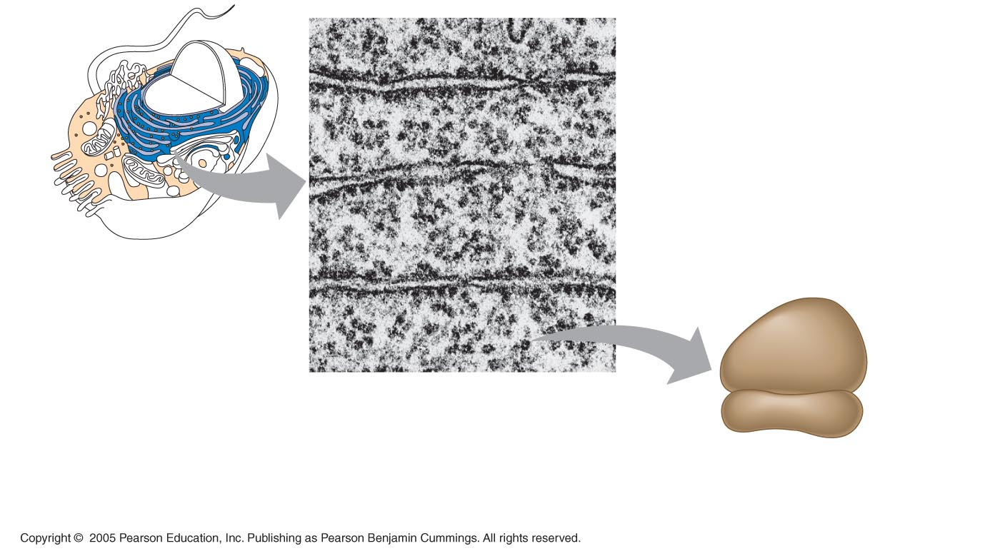 Copyright © 2005 Pearson Education, Inc. Publishing as Pearson Benjamin Cummings. All rights reserved.